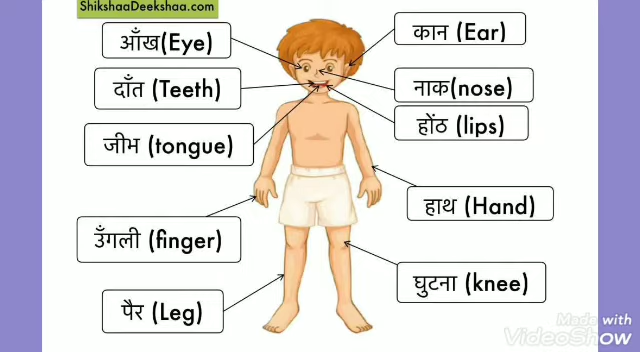 ShikshaaDeekshaa.com
आँख(Eye)
कान (Ear)
दाँत (Teeth)
नाक(nose)
होंठ (lips)
जीभ (tongue)
हाथ (Hand)
उँगली (finger)
घुटना (knee)
पैर (Leg)
Made with
VideoShow